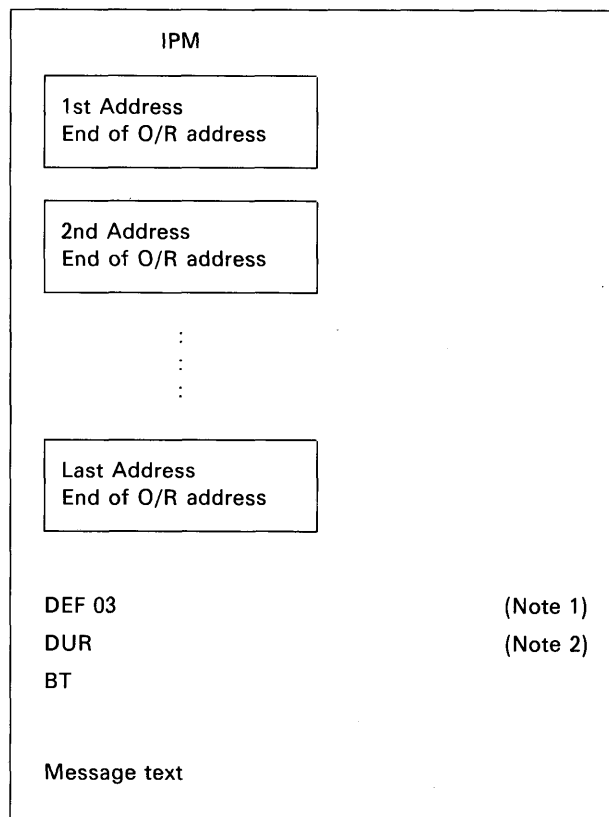 IPM
1st Address
End of O/R address
2nd Address
End of O/R address
:
:
:
Last Address
End of O/R address
DEF 03 (Note 1)
DUR (Note 2)
BT
Message text